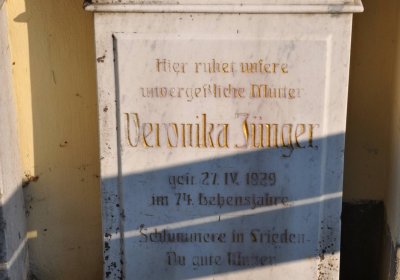 Hier ruhet unsere
unvergeßliche Mutter
Veronika Jünger,
gest 27. IV. 1929
im 74. Lebensjahre.
Schlummere in Frieden
Du gute Mutter